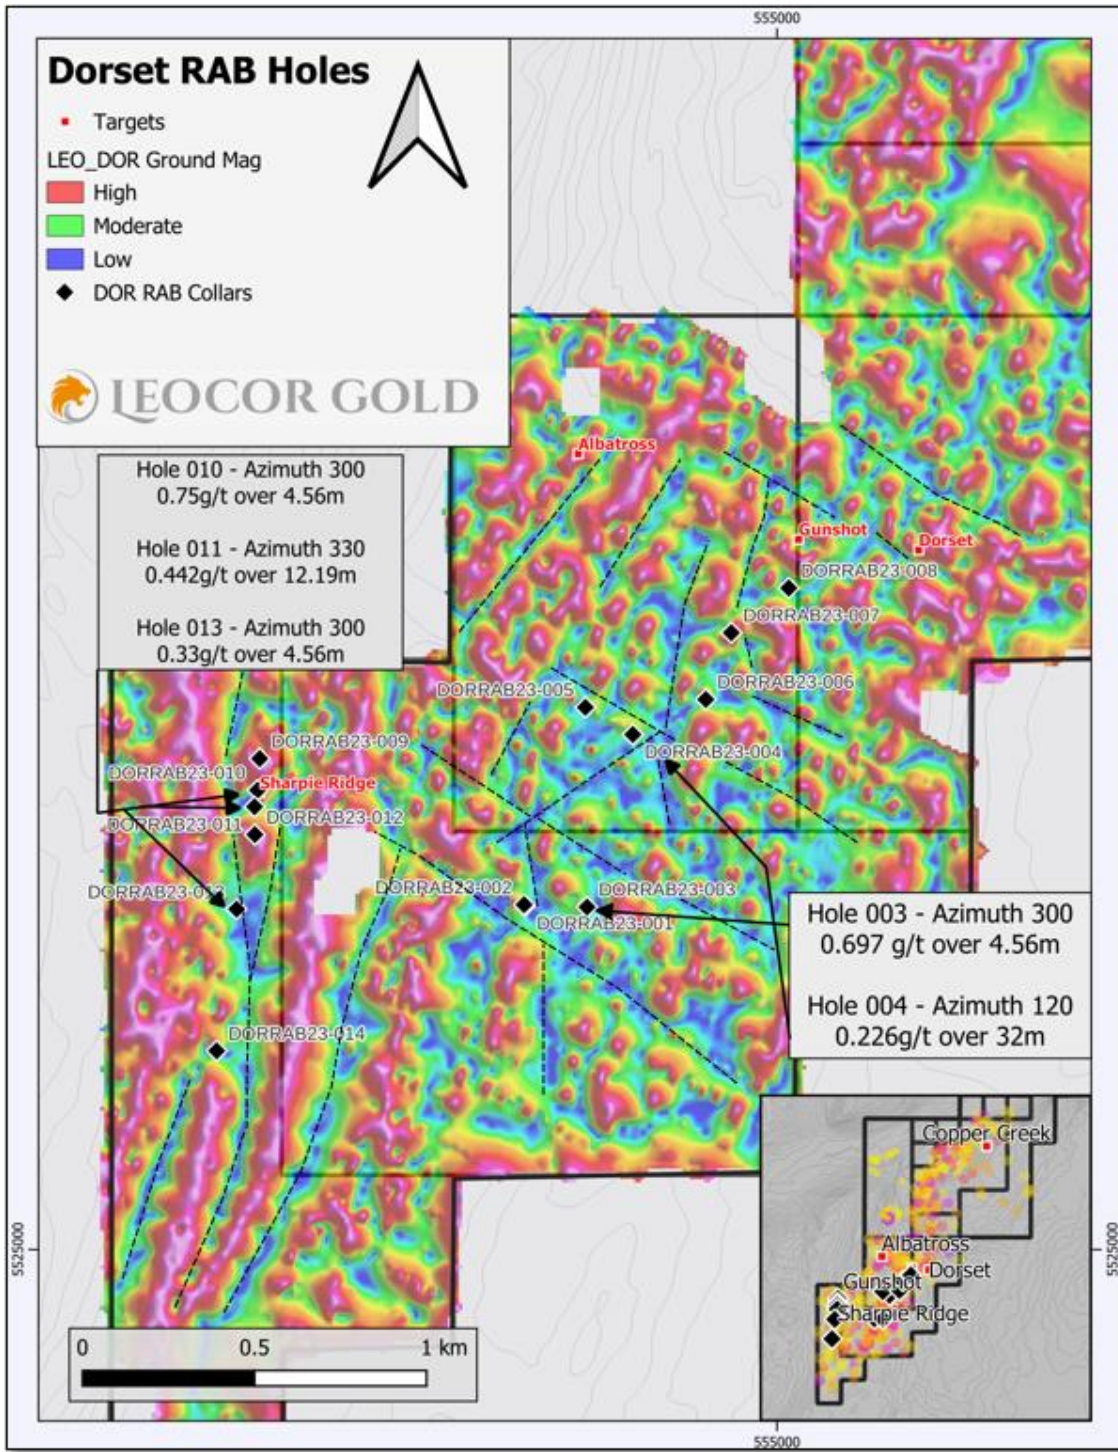 555000
Dorset RAB Holes
Targets
LEO_DOR Ground Mag
High
Moderate
Low
DOR RAB Collars
LEOCOR GOLD
Albatross
Hole 010 - Azimuth 300
0.75g/t over 4.56m
Hole 011 - Azimuth 330
0.442g/t over 12.19m
Hole 013 - Azimuth 300
0.33g/t over 4.56m
Gunshot
Dorset
DORRAB23-008
DORRAB23-007
DORRAB23-006
DORRAB23-005
DORRAB23-004
DORRAB23-009
DORRAB23-010
Sharpie Ridge
DORRAB23-011
DORRAB23-012
DORRAB23-013
DORRAB23-002
DORRAB23-003
DORRAB23-001
Hole 003 - Azimuth 300
0.697 g/t over 4.56m
Hole 004 - Azimuth 120
0.226g/t over 32m
DORRAB23-014
Copper Creek
Albatross
Dorset
Gunshot
Sharpie Ridge
5525000
5525000
0 0.5 1 km
555000